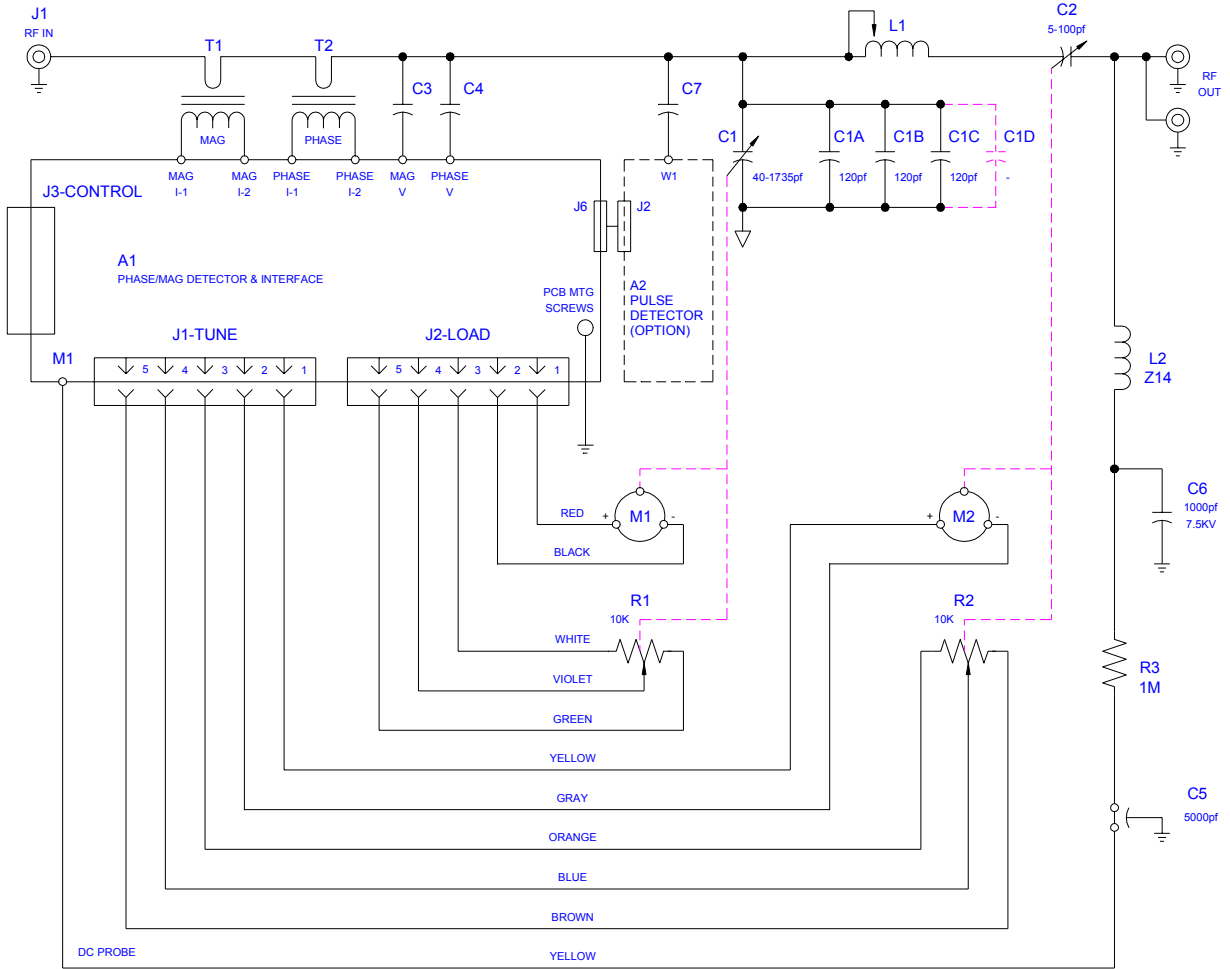 J1
RF IN
T1
T2
C3
C4
C7
L1
C2
5-100pf
RF
OUT
MAG
PHASE
MAG
I-1
MAG
I-2
PHASE
I-1
PHASE
I-2
MAG
V
PHASE
V
W1
C1
40-1735pf
C1A
120pf
C1B
120pf
C1C
120pf
C1D
-
J3-CONTROL
J6
J2
A1
PHASE/MAG DETECTOR & INTERFACE
PCB MTG
SCREWS
A2
PULSE
DETECTOR
(OPTION)
J1-TUNE
J2-LOAD
M1
5 4 3 2 1
5 4 3 2 1
L2
Z14
C6
1000pf
7.5KV
RED
+ M1 -
+ M2 -
BLACK
R1
10K
R2
10K
WHITE
VIOLET
GREEN
R3
1M
YELLOW
GRAY
C5
5000pf
ORANGE
BLUE
BROWN
DC PROBE
YELLOW